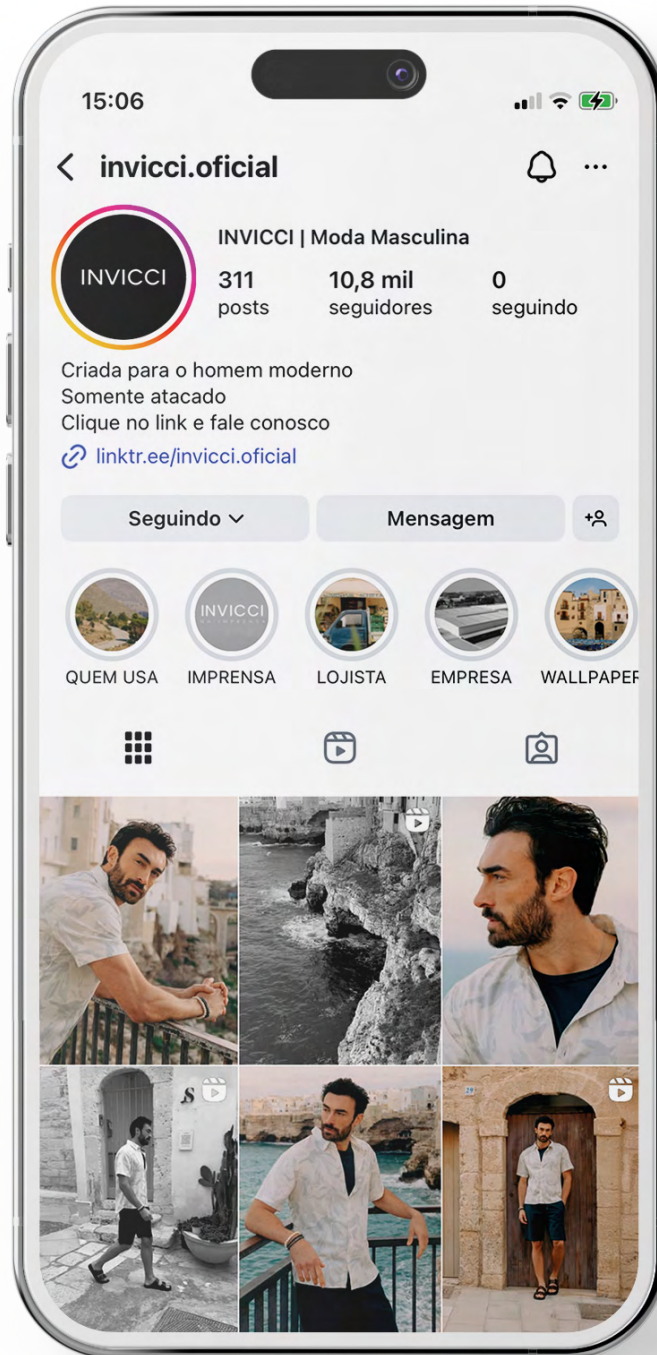 15:06
invicci.oficial
INVICCI
INVICCI | Moda Masculina
311 10,8 mil 0
posts seguidores seguindo
Criada para o homem moderno
Somente atacado
Clique no link e fale conosco
linktr.ee/invicci.oficial
Seguindo Mensagem
INVICCI
QUEM USA IMPRENSA LOJISTA EMPRESA WALLPAPER
S